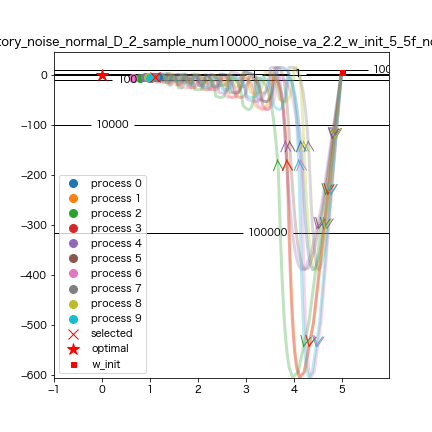 tory_noise_normal_D_2_sample_num10000_noise_va_2.2_w_init_5_5f_no
0
−100
−200
−300
−400
−500
−600
100
1
100
10000
100000
process 0
process 1
process 2
process 3
process 4
process 5
process 6
process 7
process 8
process 9
selected
optimal
w_init
−1
0
1
2
3
4
5